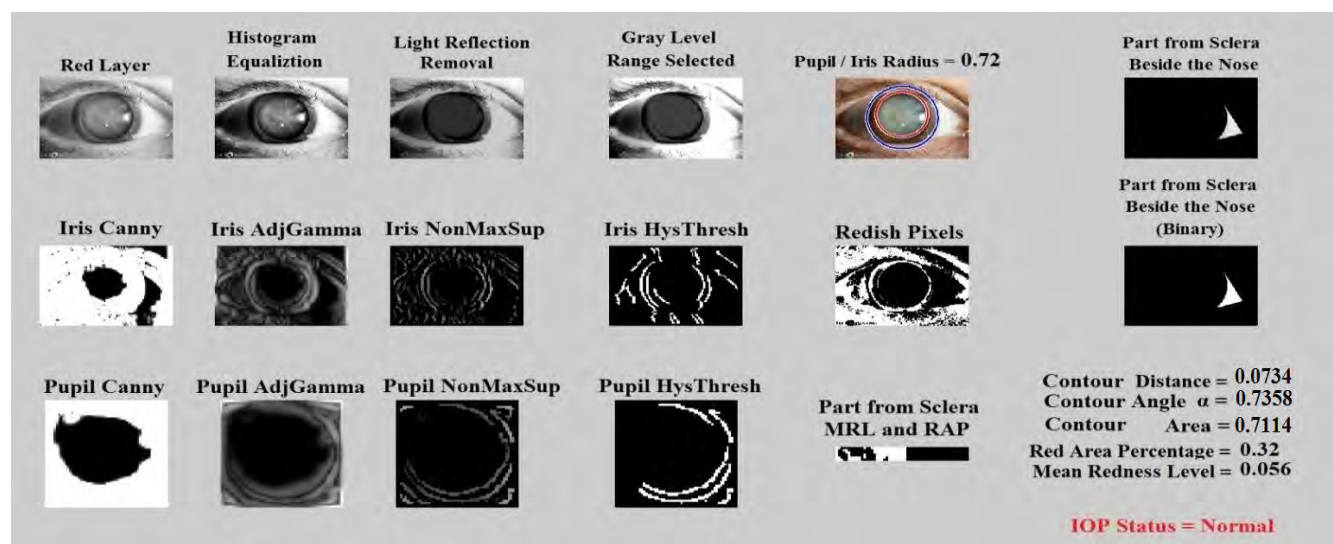 Red Layer
Histogram
Equaliztion
Light Reflection
Removal
Gray Level
Range Selected
Pupil / Iris Radius = 0.72
Part from Sclera
Beside the Nose
Part from Sclera
Beside the Nose
(Binary)
Iris Canny
Iris AdjGamma
Iris NonMaxSup
Iris HysThresh
Redish Pixels
Pupil Canny
Pupil AdjGamma
Pupil NonMaxSup
Pupil HysThresh
Part from Sclera
MRL and RAP
Contour Distance = 0.0734
Contour Angle α = 0.7358
Contour Area = 0.7114
Red Area Percentage = 0.32
Mean Redness Level = 0.056
IOP Status = Normal